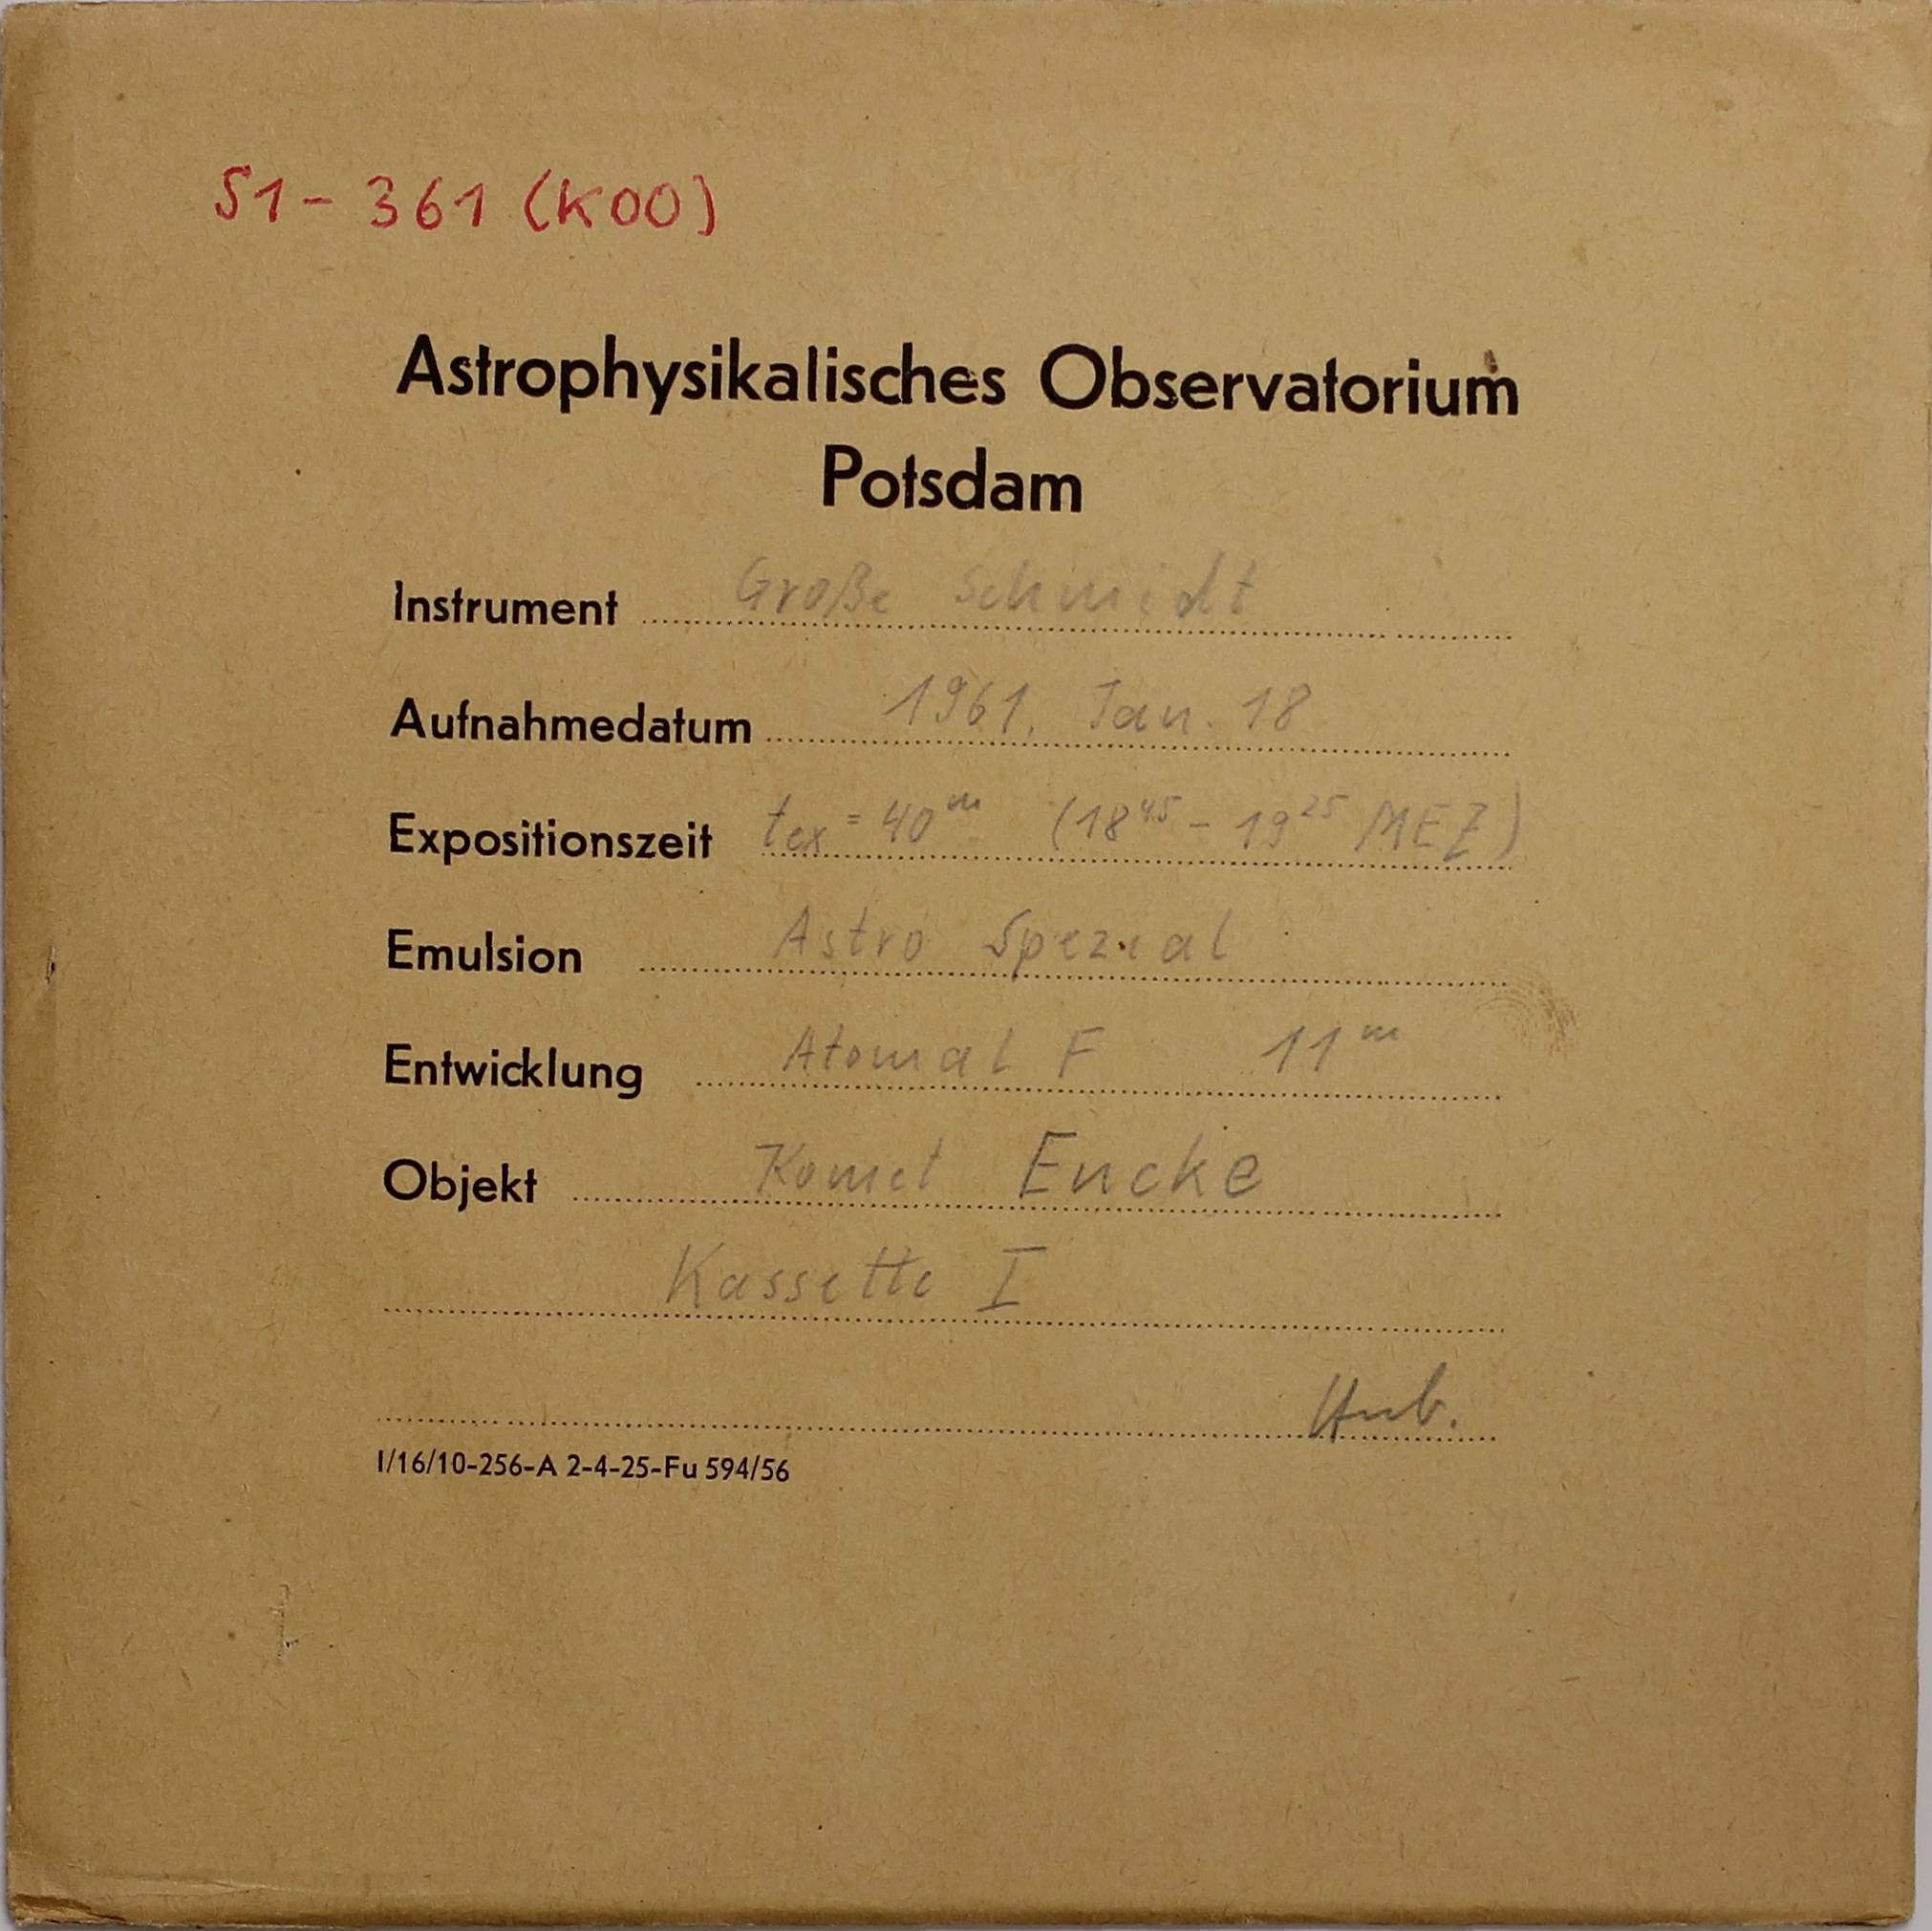 S1 - 361 (K00)
Astrophysikalisches Observatorium
Potsdam
Instrument Große Schmidt
Aufnahmedatum 1961. Jan. 18
Expositionszeit tex = 40ᵐ (18⁴⁵ - 19²⁵ MEZ)
Emulsion Astro Spezial
Entwicklung Atomal F 11ᵐ
Objekt Komet Encke
Kassette I
I/16/10-256-A 2-4-25-Fu 594/56